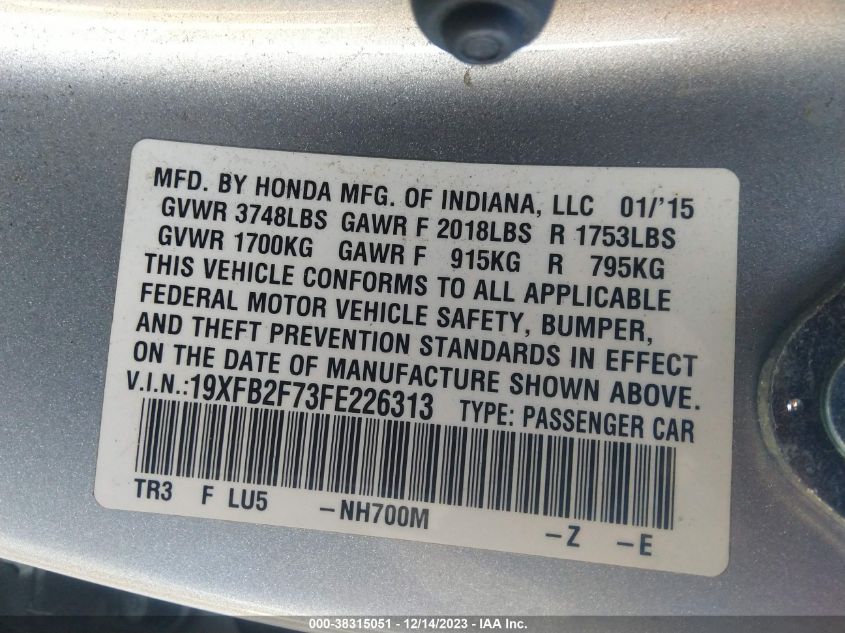 MFD. BY HONDA MFG. OF INDIANA, LLC 01/'15
GVWR 3748LBS GAWR F 2018LBS R 1753LBS
GVWR 1700KG GAWR F 915KG R 795KG
THIS VEHICLE CONFORMS TO ALL APPLICABLE
FEDERAL MOTOR VEHICLE SAFETY, BUMPER,
AND THEFT PREVENTION STANDARDS IN EFFECT
ON THE DATE OF MANUFACTURE SHOWN ABOVE.
V.I.N.:19XFB2F73FE226313 TYPE: PASSENGER CAR
TR3 F LU5 –NH700M –Z –E
000-38315051 - 12/14/2023 - IAA Inc.